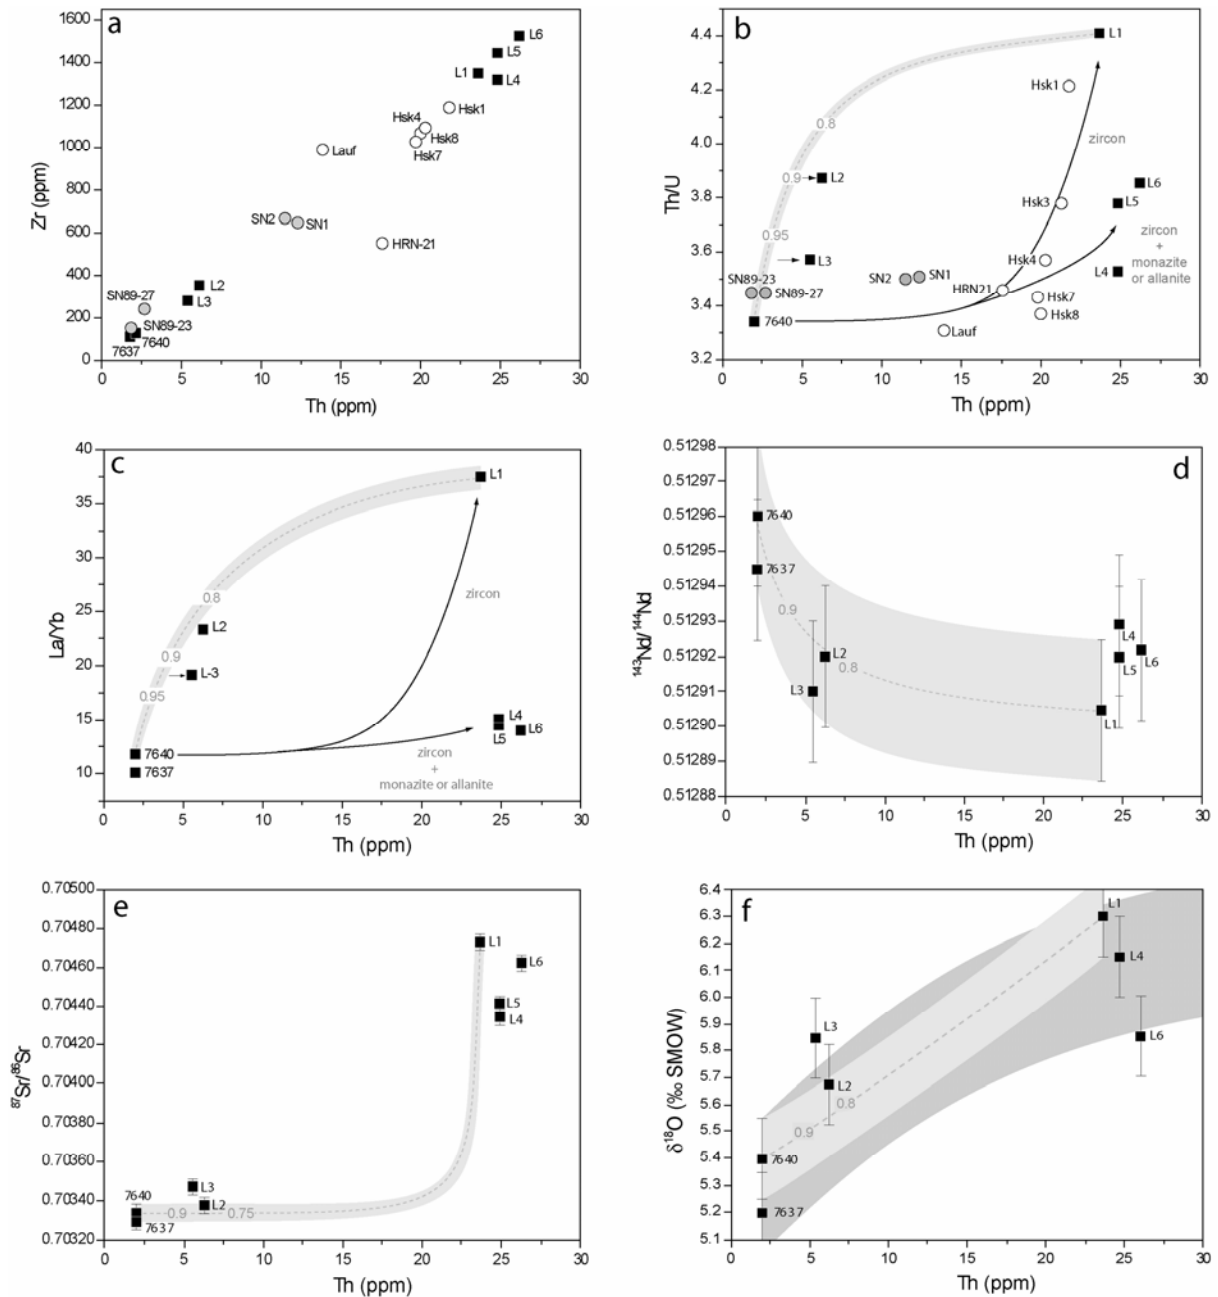 a
Zr (ppm)
1600
1400
1200
1000
800
600
400
200
0
L6
L5
L1
L4
Hsk4
Hsk1
Hsk8
Hsk7
Lauf
SN2
SN1
HRN-21
L2
L3
SN89-27
SN89-23
7640
7637
0 5 10 15 20 25 30
Th (ppm)
b
Th/U
4.4
4.2
4.0
3.8
3.6
3.4
3.2
L1
Hsk1
0.8
zircon
0.9
L2
L6
Hsk3
L5
0.95
zircon
+
monazite
or allanite
L3
Hsk4
L4
SN89-23
SN2
SN1
SN89-27
HRN21
Hsk7
Hsk8
7640
Lauf
0 5 10 15 20 25 30
Th (ppm)
c
La/Yb
40
35
30
25
20
15
10
L1
0.8
zircon
L2
0.9
L-3
0.95
L4
L5
L6
7640
7637
zircon
+
monazite or allanite
0 5 10 15 20 25 30
Th (ppm)
d
143Nd/144Nd
0.51298
0.51297
0.51296
0.51295
0.51294
0.51293
0.51292
0.51291
0.51290
0.51289
0.51288
7640
7637
0.9
L4
L2
0.8
L5
L6
L3
L1
0 5 10 15 20 25 30
Th (ppm)
e
87Sr/86Sr
0.70500
0.70480
0.70460
0.70440
0.70420
0.70400
0.70380
0.70360
0.70340
0.70320
L1
L6
L5
L4
L3
7640
L2
0.9
0.75
7637
0 5 10 15 20 25 30
Th (ppm)
f
δ18O (‰ SMOW)
6.4
6.3
6.2
6.1
6.0
5.9
5.8
5.7
5.6
5.5
5.4
5.3
5.2
5.1
L1
L4
L3
L6
L2
0.8
0.9
7640
7637
0 5 10 15 20 25 30
Th (ppm)